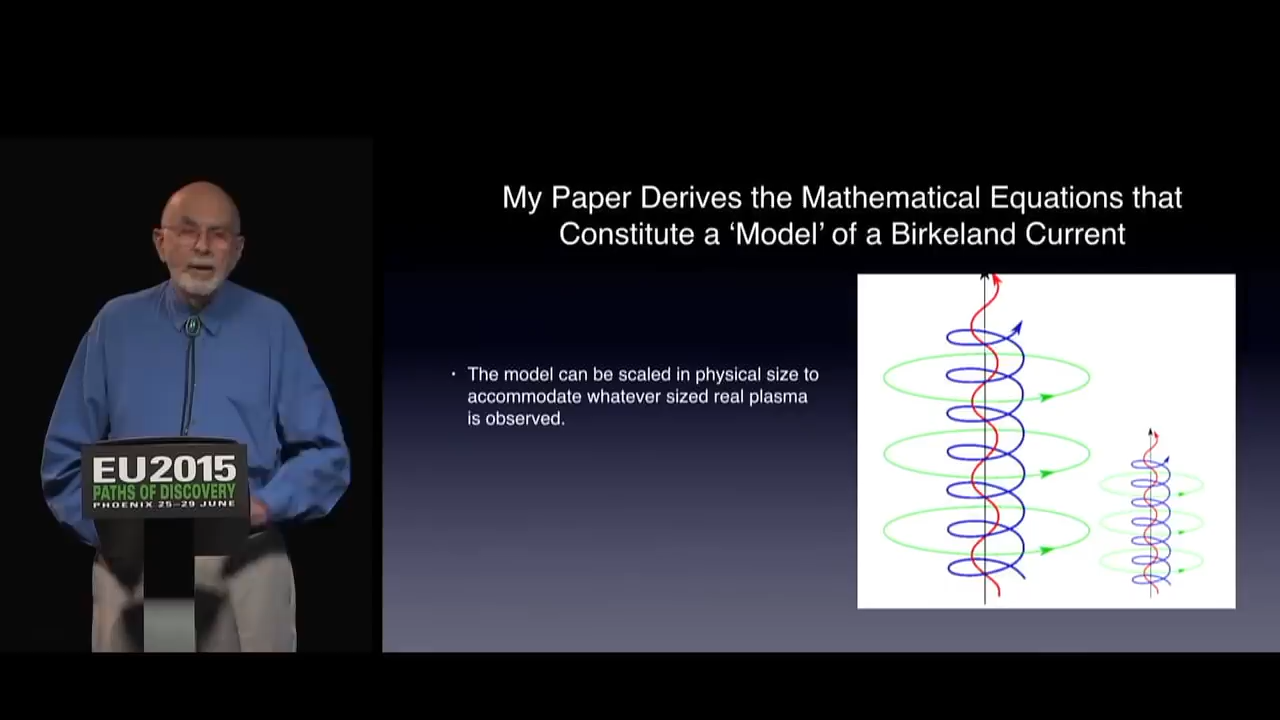 My Paper Derives the Mathematical Equations that
Constitute a ‘Model’ of a Birkeland Current
· The model can be scaled in physical size to
accommodate whatever sized real plasma
is observed.
EU2015
PATHS OF DISCOVERY
PHOENIX 25–29 JUNE